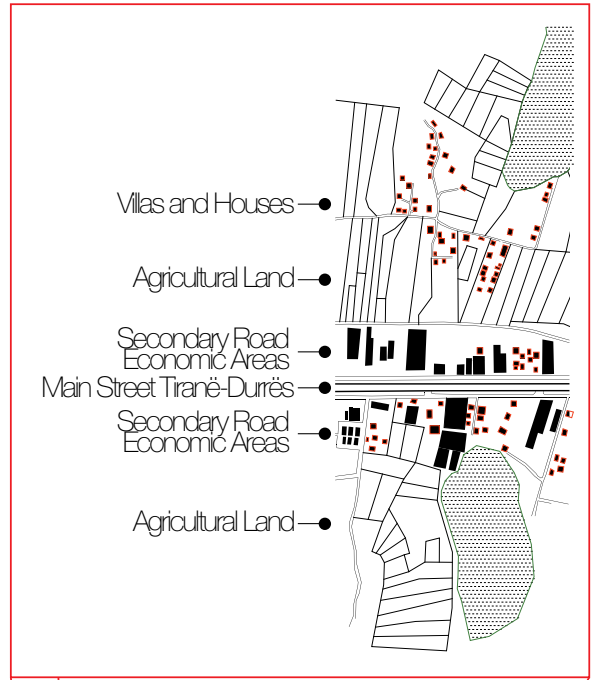 Villas and Houses
Agricultural Land
Secondary Road
Economic Areas
Main Street Tiranë-Durrës
Secondary Road
Economic Areas
Agricultural Land